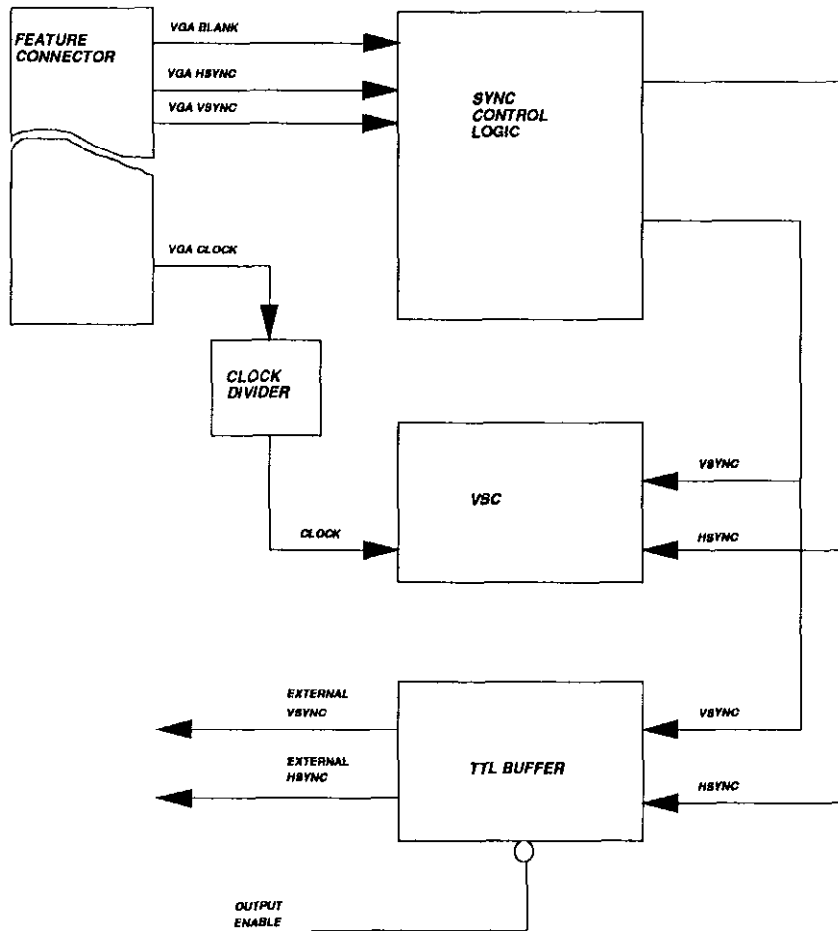 FEATURE
CONNECTOR
VGA BLANK
VGA HSYNC
VGA VSYNC
SYNC
CONTROL
LOGIC
VGA CLOCK
CLOCK
DIVIDER
VSC
VSYNC
HSYNC
CLOCK
EXTERNAL
VSYNC
EXTERNAL
HSYNC
TTL BUFFER
VSYNC
HSYNC
OUTPUT
ENABLE